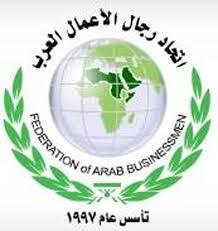 اتحاد رجال الأعمال العرب
FEDERATION of ARAB BUSINESSMEN
تأسس عام ١٩٩٧